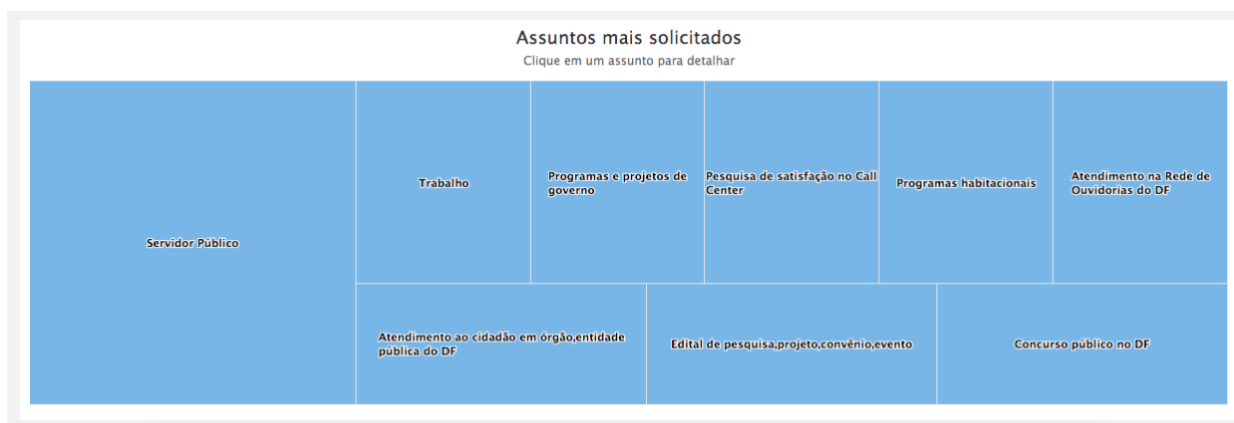 Assuntos mais solicitados
Clique em um assunto para detalhar
Servidor Público
Trabalho
Programas e projetos de
governo
Pesquisa de satisfação no Call
Center
Programas habitacionais
Atendimento na Rede de
Ouvidorias do DF
Atendimento ao cidadão em órgão,entidade
pública do DF
Edital de pesquisa,projeto,convênio,evento
Concurso público no DF